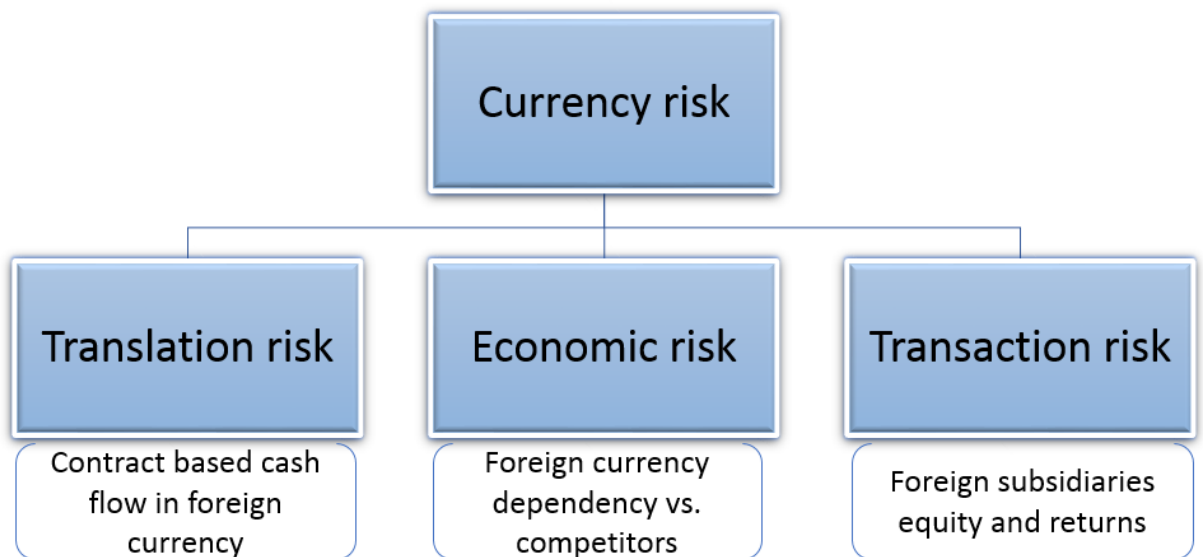 Currency risk
Translation risk
Contract based cash
flow in foreign
currency
Economic risk
Foreign currency
dependency vs.
competitors
Transaction risk
Foreign subsidiaries
equity and returns